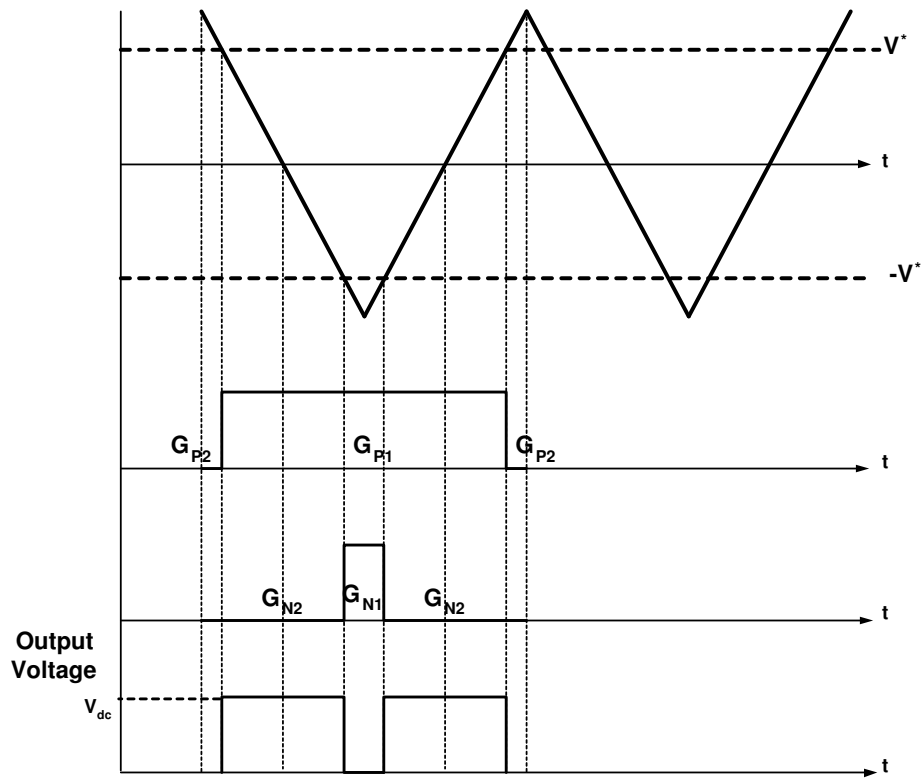 V*
t
-V*
G_P2 G_P1 G_P2
t
G_N2 G_N1 G_N2
t
Output
Voltage
V_dc
t